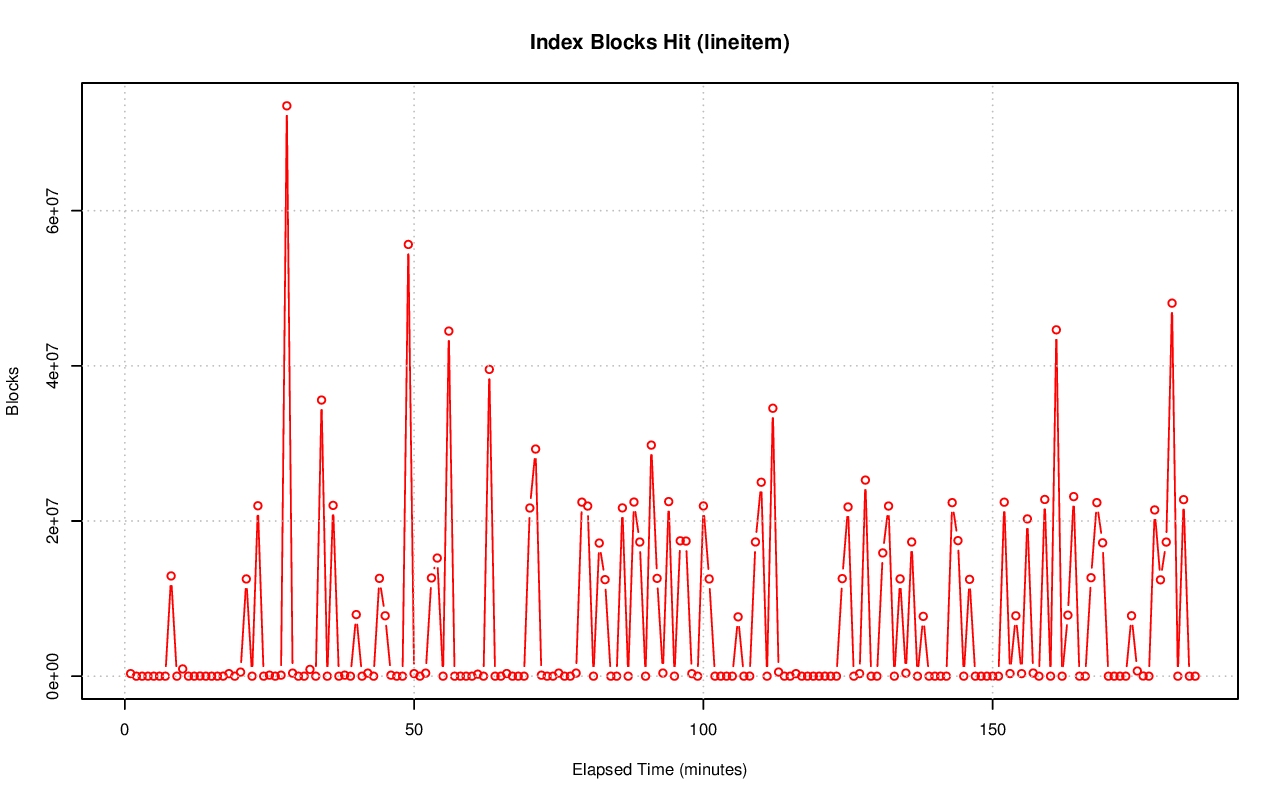 Index Blocks Hit (lineitem)
Blocks
6e+07
4e+07
2e+07
0e+00
0
50
100
150
Elapsed Time (minutes)